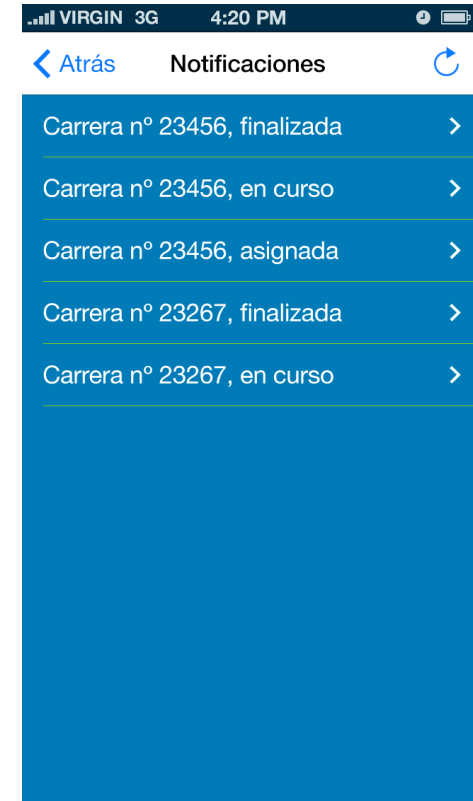 VIRGIN 3G 4:20 PM
Atrás Notificaciones
Carrera nº 23456, finalizada
Carrera nº 23456, en curso
Carrera nº 23456, asignada
Carrera nº 23267, finalizada
Carrera nº 23267, en curso